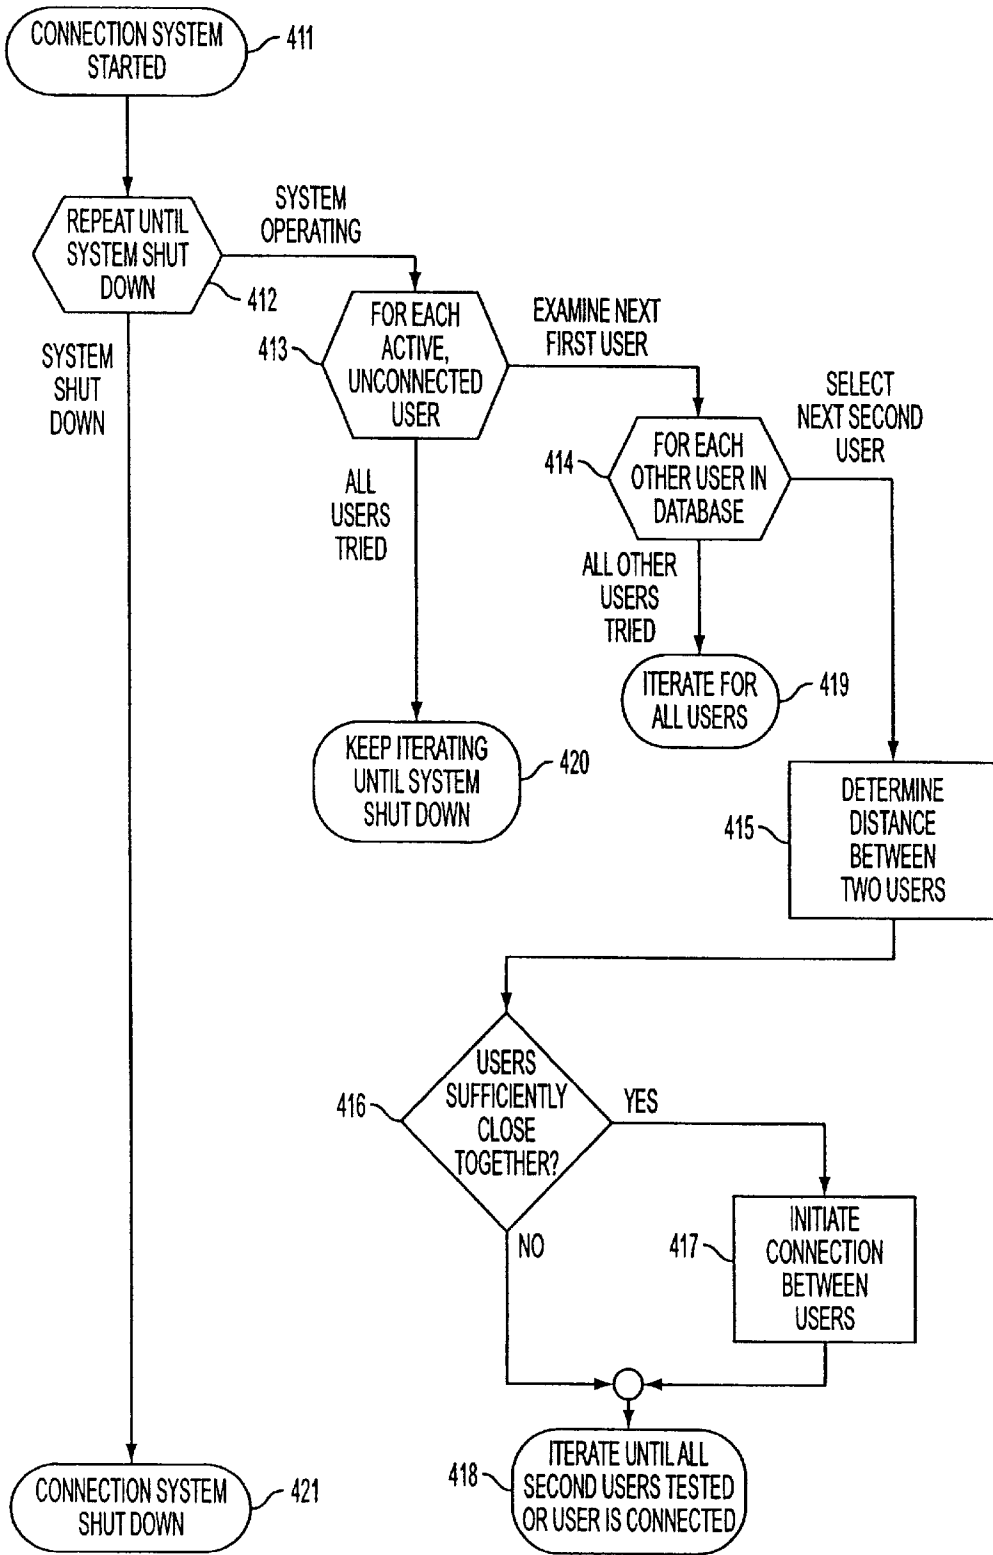 CONNECTION SYSTEM
STARTED
411
REPEAT UNTIL
SYSTEM SHUT
DOWN
412
SYSTEM
OPERATING
SYSTEM
SHUT
DOWN
413
FOR EACH
ACTIVE,
UNCONNECTED
USER
EXAMINE NEXT
FIRST USER
ALL
USERS
TRIED
414
FOR EACH
OTHER USER IN
DATABASE
SELECT
NEXT SECOND
USER
ALL OTHER
USERS
TRIED
ITERATE FOR
ALL USERS
419
KEEP ITERATING
UNTIL SYSTEM
SHUT DOWN
420
415
DETERMINE
DISTANCE
BETWEEN
TWO USERS
416
USERS
SUFFICIENTLY
CLOSE
TOGETHER?
YES
NO
417
INITIATE
CONNECTION
BETWEEN
USERS
418
ITERATE UNTIL ALL
SECOND USERS TESTED
OR USER IS CONNECTED
CONNECTION SYSTEM
SHUT DOWN
421